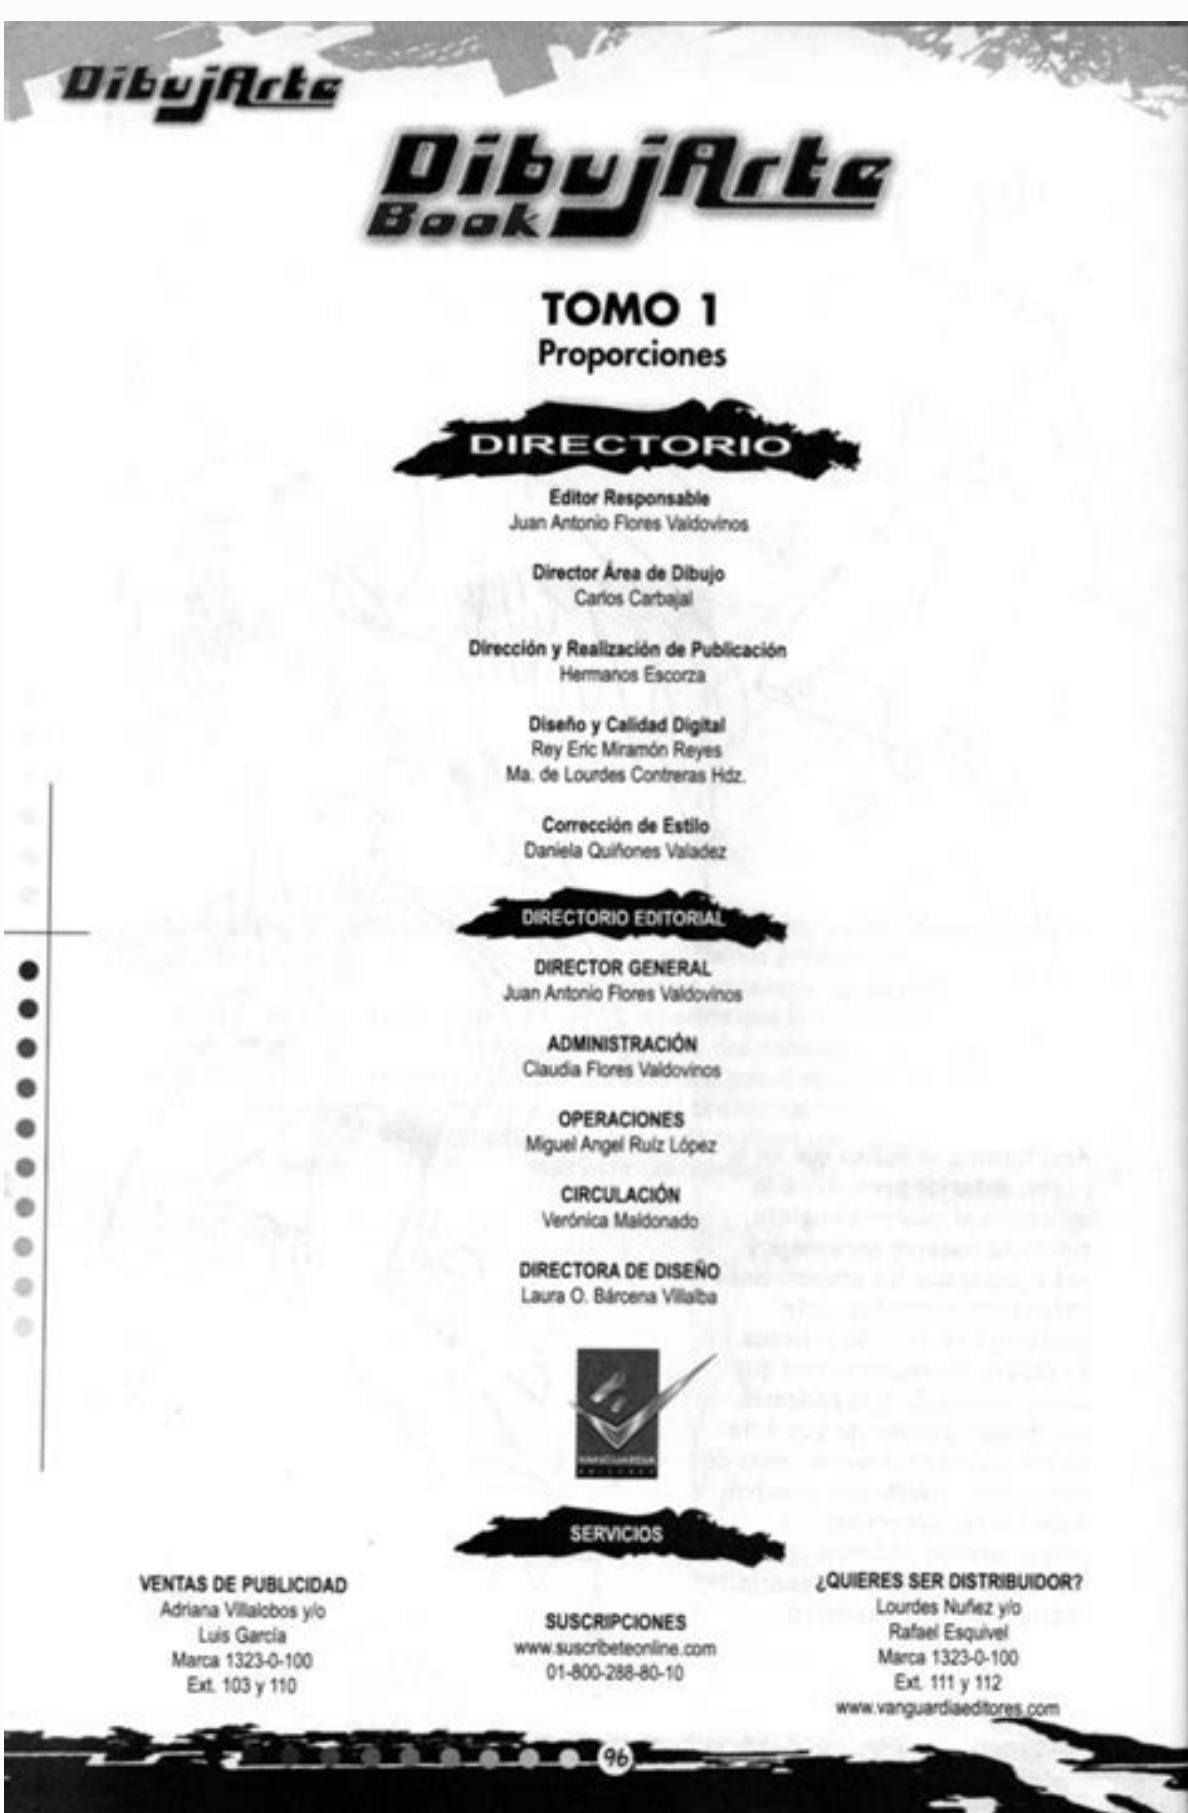 DibujArte
DibujArte
Book
TOMO 1
Proporciones
DIRECTORIO
Editor Responsable
Juan Antonio Flores Valdovinos
Director Área de Dibujo
Carlos Carbajal
Dirección y Realización de Publicación
Hermanos Escorza
Diseño y Calidad Digital
Rey Eric Miramón Reyes
Ma. de Lourdes Contreras Hdz.
Corrección de Estilo
Daniela Quiñones Valadez
DIRECTORIO EDITORIAL
DIRECTOR GENERAL
Juan Antonio Flores Valdovinos
ADMINISTRACIÓN
Claudia Flores Valdovinos
OPERACIONES
Miguel Angel Ruíz López
CIRCULACIÓN
Verónica Maldonado
DIRECTORA DE DISEÑO
Laura O. Bárcena Villalba
VANGUARDIA
EDITORES
SERVICIOS
VENTAS DE PUBLICIDAD
Adriana Villalobos y/o
Luis García
Marca 1323-0-100
Ext. 103 y 110
SUSCRIPCIONES
www.suscribeteonline.com
01-800-288-80-10
¿QUIERES SER DISTRIBUIDOR?
Lourdes Nuñez y/o
Rafael Esquivel
Marca 1323-0-100
Ext. 111 y 112
www.vanguardiaeditores.com
96